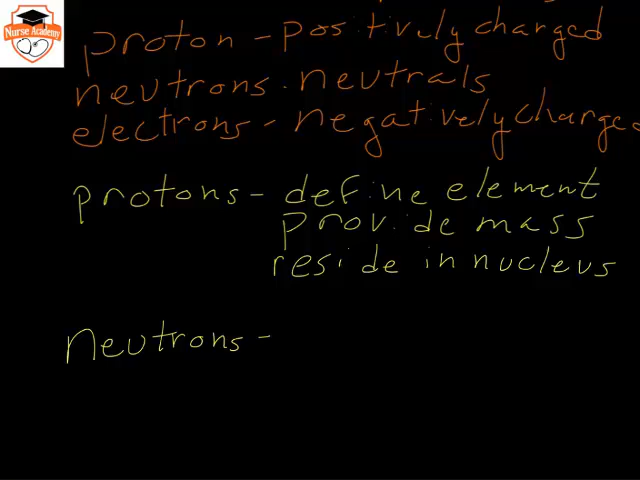 Nurse Academy
proton - positively charged
neutrons. neutrals
electrons - negatively charged
protons - define element
provide mass
reside in nucleus
neutrons -